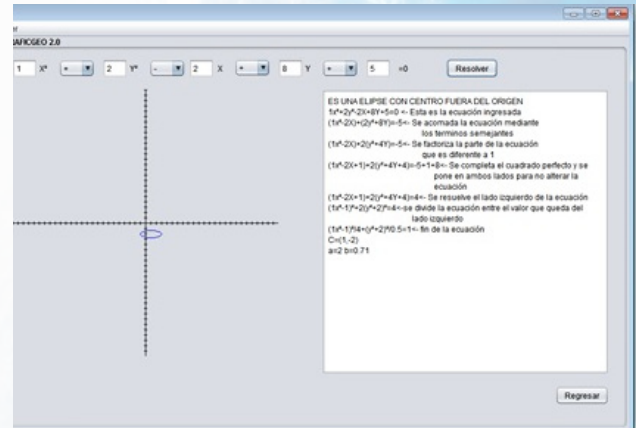 AFICGEO 2.0
1 X² + 2 Y² - 2 X + 8 Y + 5 =0 Resolver
ES UNA ELIPSE CON CENTRO FUERA DEL ORIGEN
1x²+2y²-2X+8Y+5=0 <- Esta es la ecuación ingresada
(1x²-2X)+(2y²+8Y)=-5<- Se acomada la ecuación mediante
los terminos semejantes
(1x²-2X)+2(y²+4Y)=-5<- Se factoriza la parte de la ecuación
que es diferente a 1
(1x²-2X+1)+2(y²+4Y+4)=-5+1+8<- Se completa el cuadrado perfecto y se
pone en ambos lados para no alterar la
ecuación
(1x²-2X+1)+2(y²+4Y+4)=4<- Se resuelve el lado izquierdo de la ecuación
(1x²-1)²+2(y²+2)²=4<-se divide la ecuación entre el valor que queda del
lado izquierdo
(1x²-1)²/4+(y²+2)²/0.5=1<- fin de la ecuación
C=(1,-2)
a=2 b=0.71
Regresar